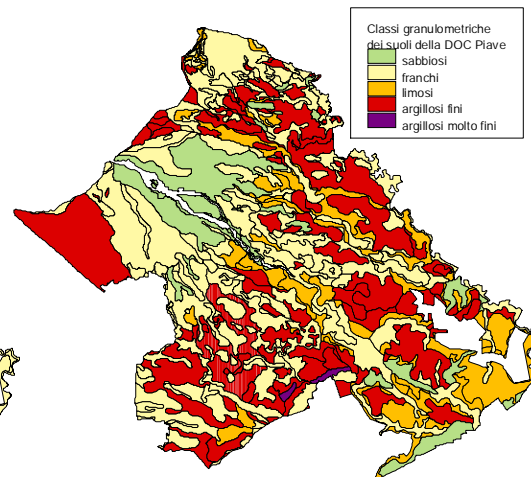 Classi granulometriche
dei suoli della DOC Piave
sabbiosi
franchi
limosi
argillosi fini
argillosi molto fini